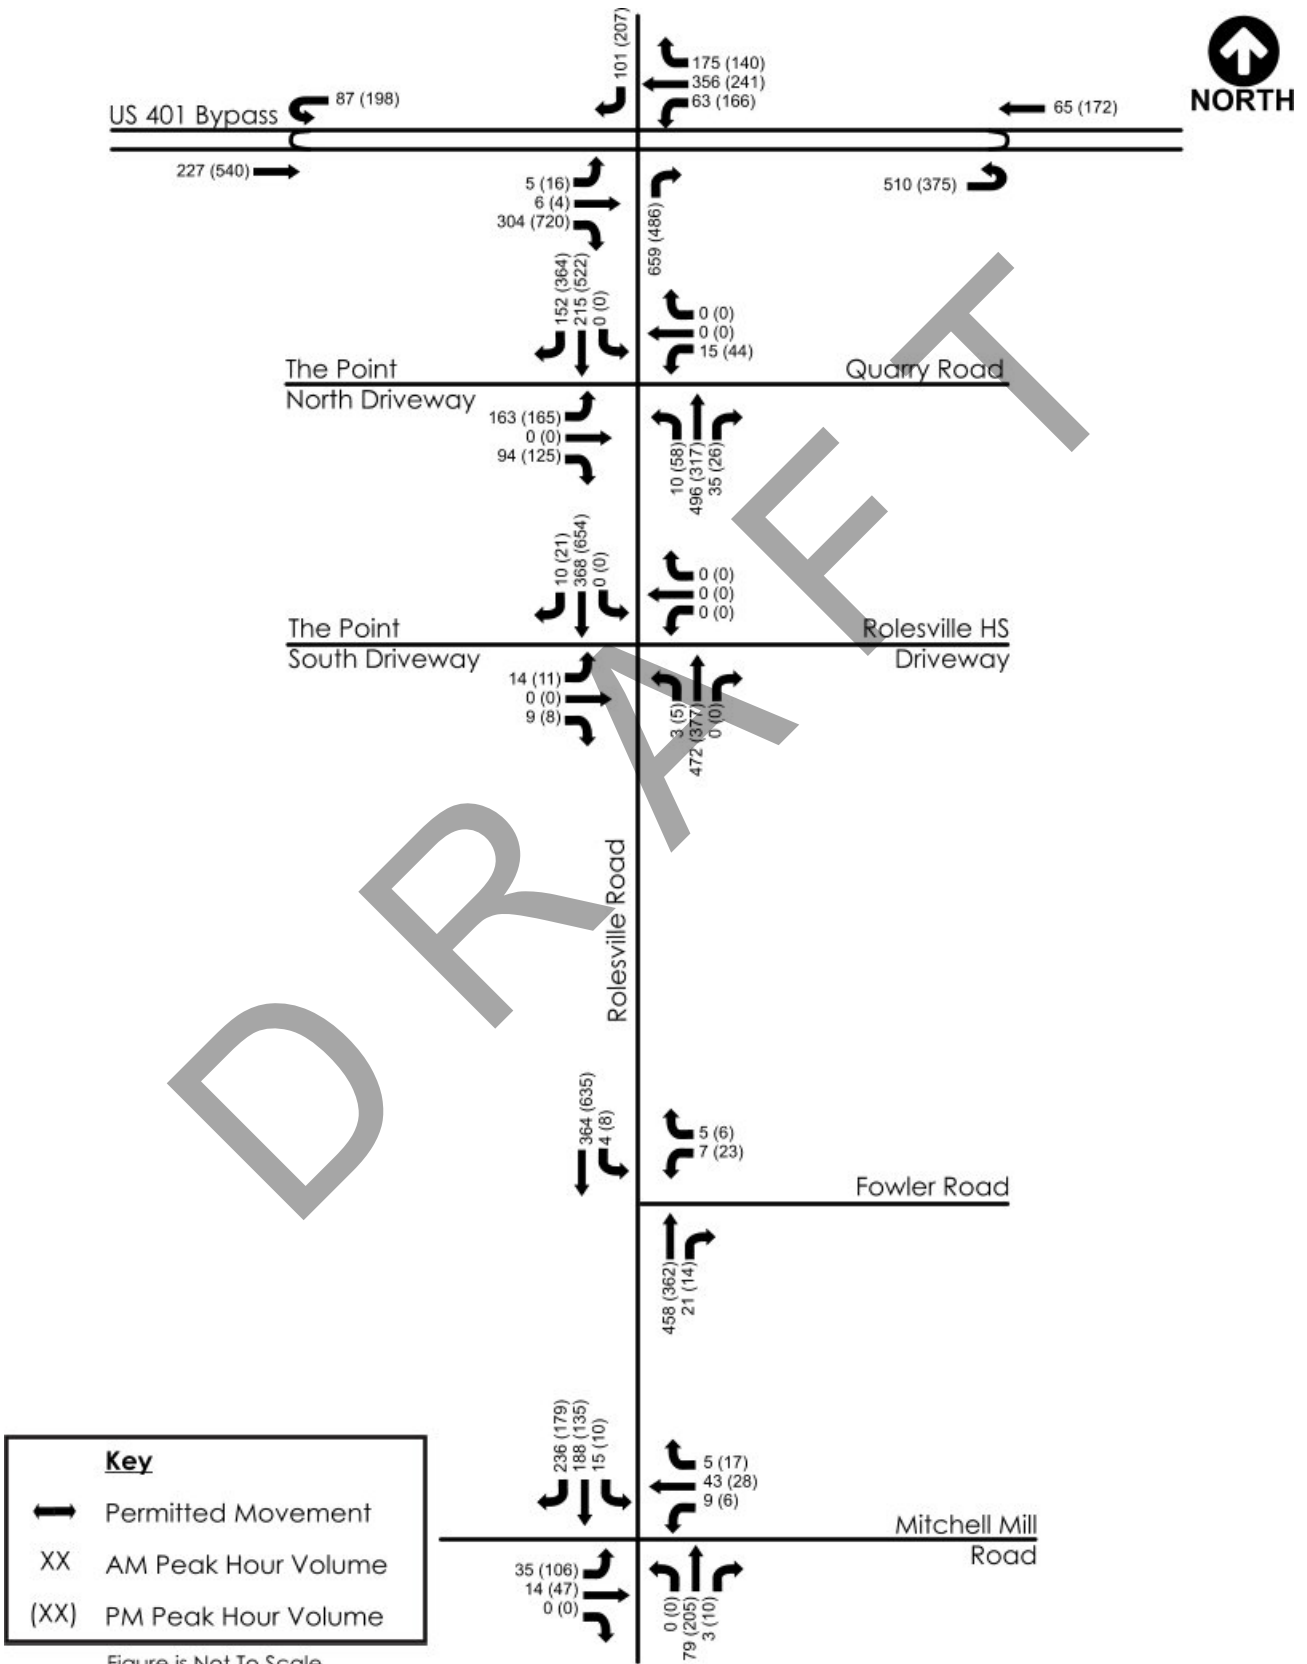 101 (207)
175 (140)
356 (241)
63 (166)
NORTH
87 (198)
US 401 Bypass
65 (172)
227 (540)
5 (16)
6 (4)
304 (720)
659 (486)
510 (375)
152 (364)
215 (522)
0 (0)
0 (0)
0 (0)
15 (44)
The Point
North Driveway
Quarry Road
163 (165)
0 (0)
94 (125)
10 (58)
496 (317)
35 (26)
10 (21)
368 (654)
0 (0)
0 (0)
0 (0)
0 (0)
The Point
South Driveway
Rolesville HS
Driveway
14 (11)
0 (0)
9 (8)
3 (5)
472 (377)
0 (0)
DRAFT
Rolesville Road
364 (635)
4 (8)
5 (6)
7 (23)
Fowler Road
458 (362)
21 (14)
236 (179)
188 (135)
15 (10)
5 (17)
43 (28)
9 (6)
Mitchell Mill
Road
35 (106)
14 (47)
0 (0)
0 (0)
79 (205)
3 (10)
Key
Permitted Movement
XX AM Peak Hour Volume
(XX) PM Peak Hour Volume
Figure is Not To Scale